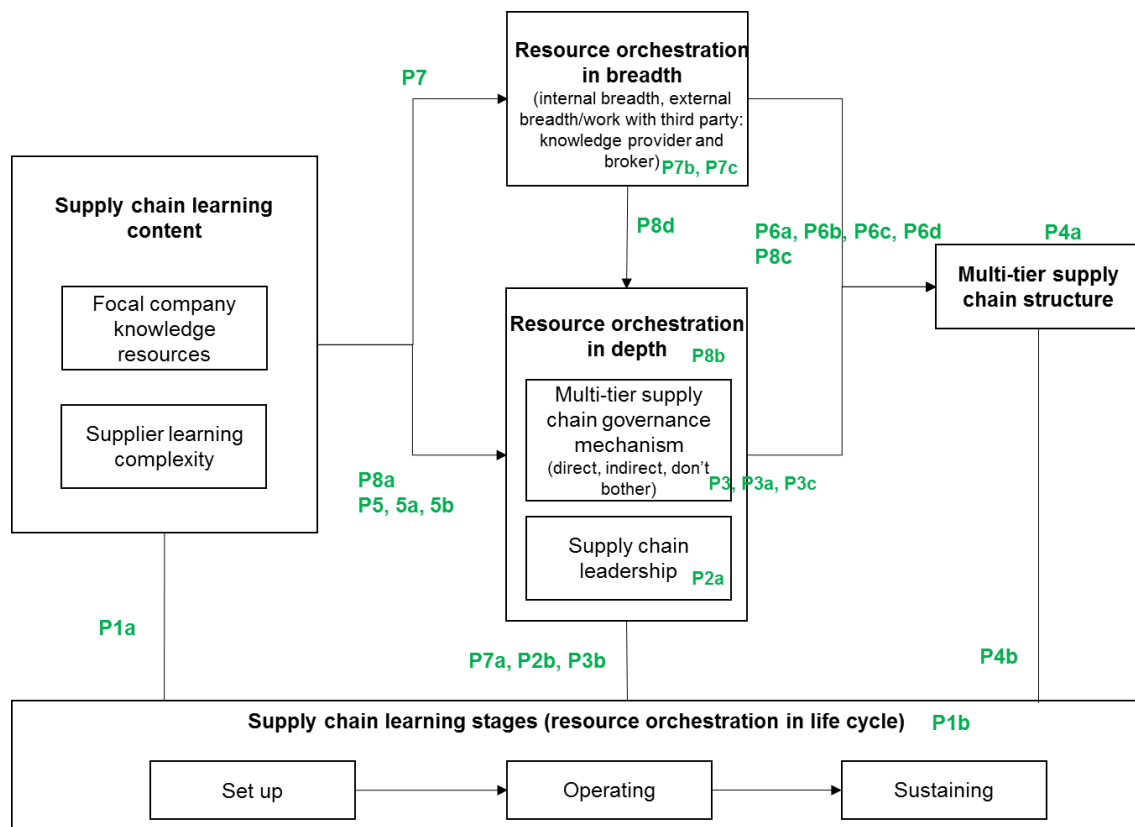 Resource orchestration
in breadth
(internal breadth, external
breadth/work with third party:
knowledge provider and
broker)
P7b, P7c
P7
Supply chain learning
content
Focal company
knowledge
resources
Supplier learning
complexity
P8d
P6a, P6b, P6c, P6d
P8c
P4a
Multi-tier supply
chain structure
Resource orchestration
in depth
P8b
Multi-tier supply
chain governance
mechanism
(direct, indirect, don’t
bother)
P3, P3a, P3c
Supply chain
leadership
P2a
P8a
P5, 5a, 5b
P1a
P7a, P2b, P3b
P4b
Supply chain learning stages (resource orchestration in life cycle)
P1b
Set up
Operating
Sustaining